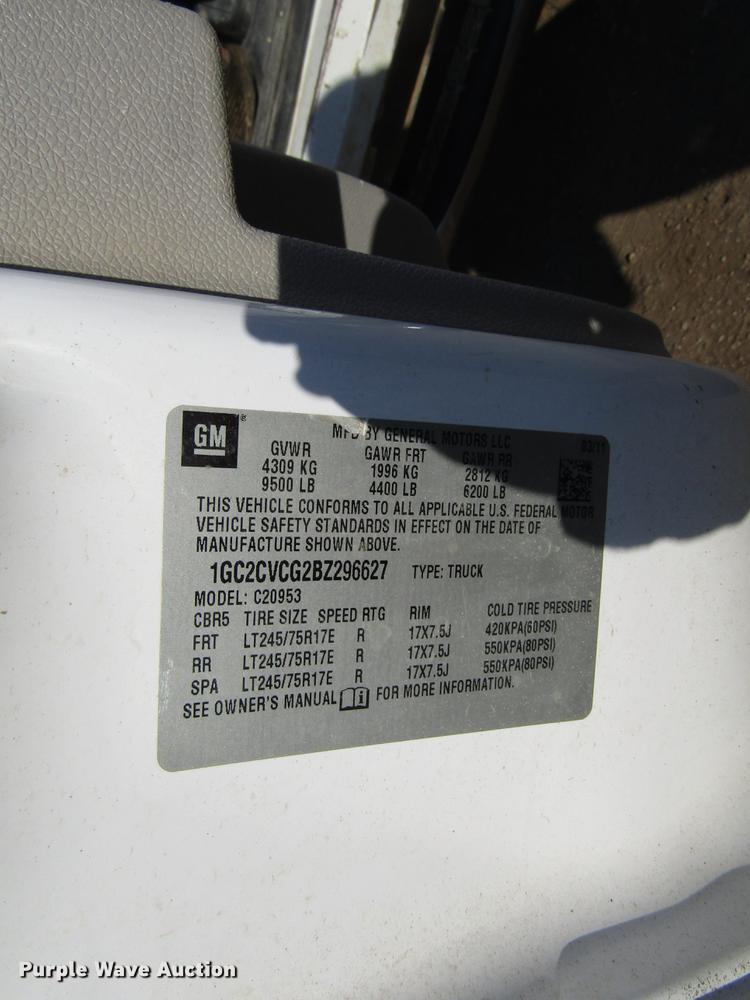 GM ®
MFD BY GENERAL MOTORS LLC 03/11
GVWR GAWR FRT GAWR RR
4309 KG 1996 KG 2812 KG
9500 LB 4400 LB 6200 LB
THIS VEHICLE CONFORMS TO ALL APPLICABLE U.S. FEDERAL MOTOR
VEHICLE SAFETY STANDARDS IN EFFECT ON THE DATE OF
MANUFACTURE SHOWN ABOVE.
1GC2CVCG2BZ296627 TYPE: TRUCK
MODEL: C20953
CBR5 TIRE SIZE SPEED RTG RIM COLD TIRE PRESSURE
FRT LT245/75R17E R 17X7.5J 420KPA(60PSI)
RR LT245/75R17E R 17X7.5J 550KPA(80PSI)
SPA LT245/75R17E R 17X7.5J 550KPA(80PSI)
SEE OWNER'S MANUAL i FOR MORE INFORMATION.
Purple Wave Auction